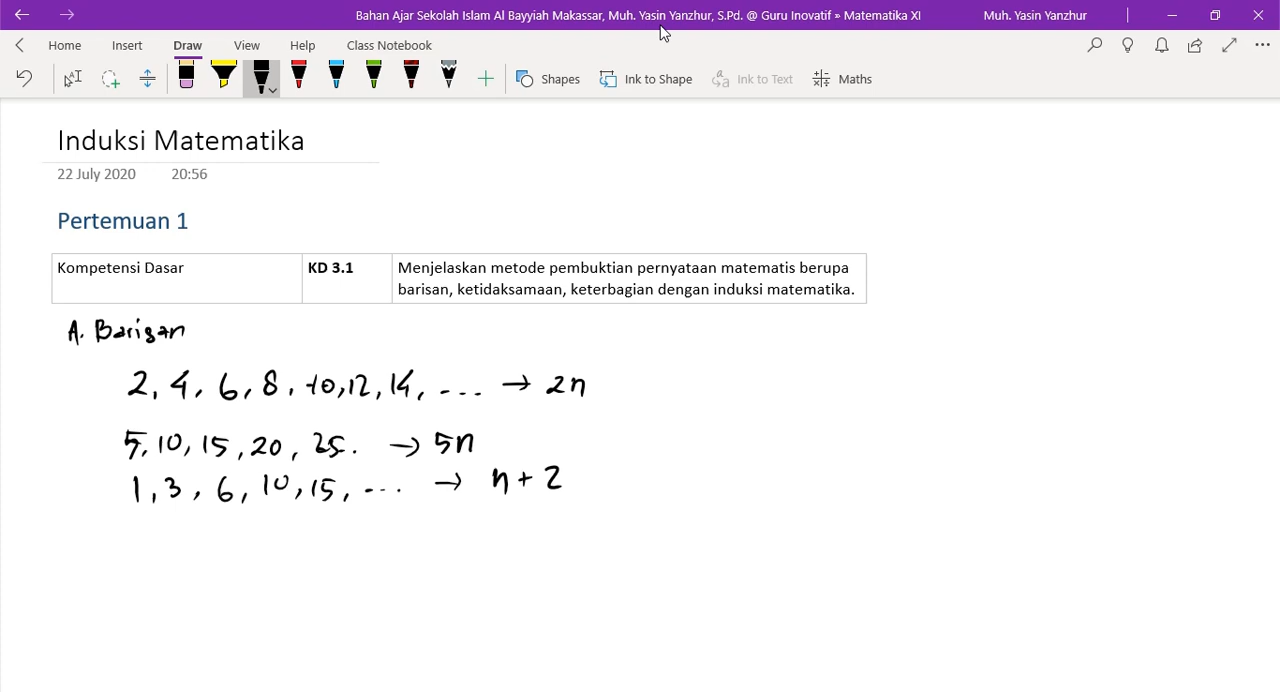 Bahan Ajar Sekolah Islam Al Bayyiah Makassar, Muh. Yasin Yanzhur, S.Pd. @ Guru Inovatif » Matematika XI
Muh. Yasin Yanzhur
Home Insert Draw View Help Class Notebook
Shapes Ink to Shape Ink to Text Maths
Induksi Matematika
22 July 2020 20:56
Pertemuan 1
Kompetensi Dasar KD 3.1 Menjelaskan metode pembuktian pernyataan matematis berupa
barisan, ketidaksamaan, keterbagian dengan induksi matematika.
A. Barisan
2, 4, 6, 8, 10, 12, 14, ... → 2n
5, 10, 15, 20, 25. → 5n
1, 3, 6, 10, 15, ... → n + 2